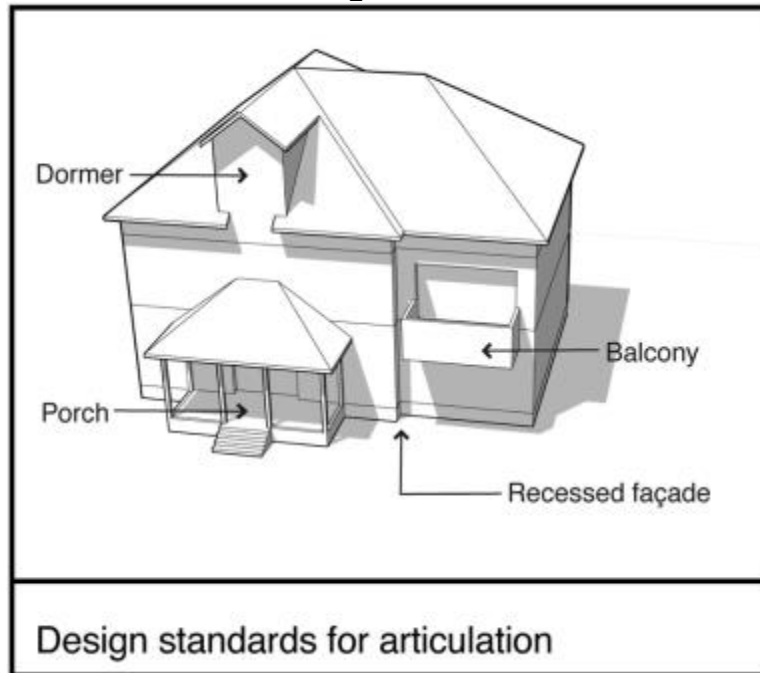 Dormer
Balcony
Porch
Recessed façade
Design standards for articulation